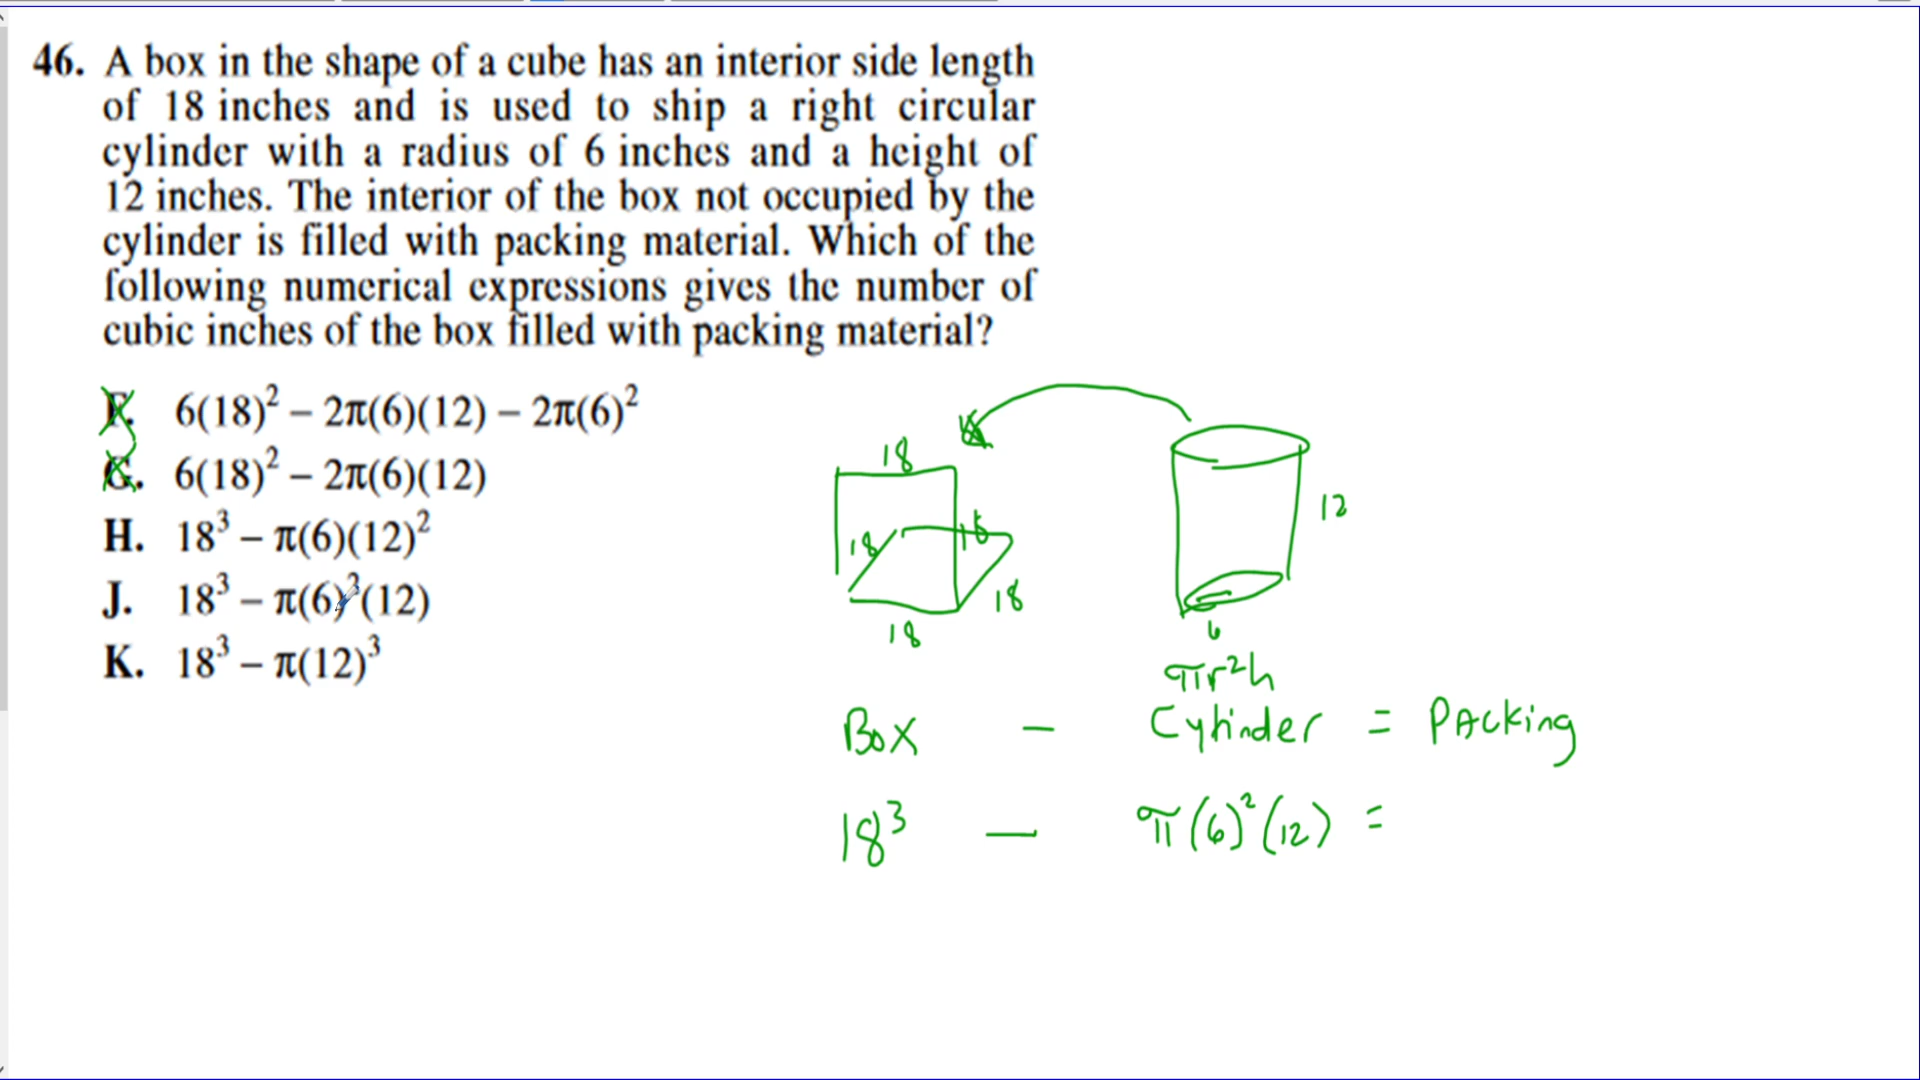 46. A box in the shape of a cube has an interior side length
of 18 inches and is used to ship a right circular
cylinder with a radius of 6 inches and a height of
12 inches. The interior of the box not occupied by the
cylinder is filled with packing material. Which of the
following numerical expressions gives the number of
cubic inches of the box filled with packing material?
F. 6(18)² – 2π(6)(12) – 2π(6)²
G. 6(18)² – 2π(6)(12)
H. 18³ – π(6)(12)²
J. 18³ – π(6)²(12)
K. 18³ – π(12)³
18
18
18
18
18
12
6
πr²h
Box – Cylinder = PAcking
18³ – π(6)²(12) =